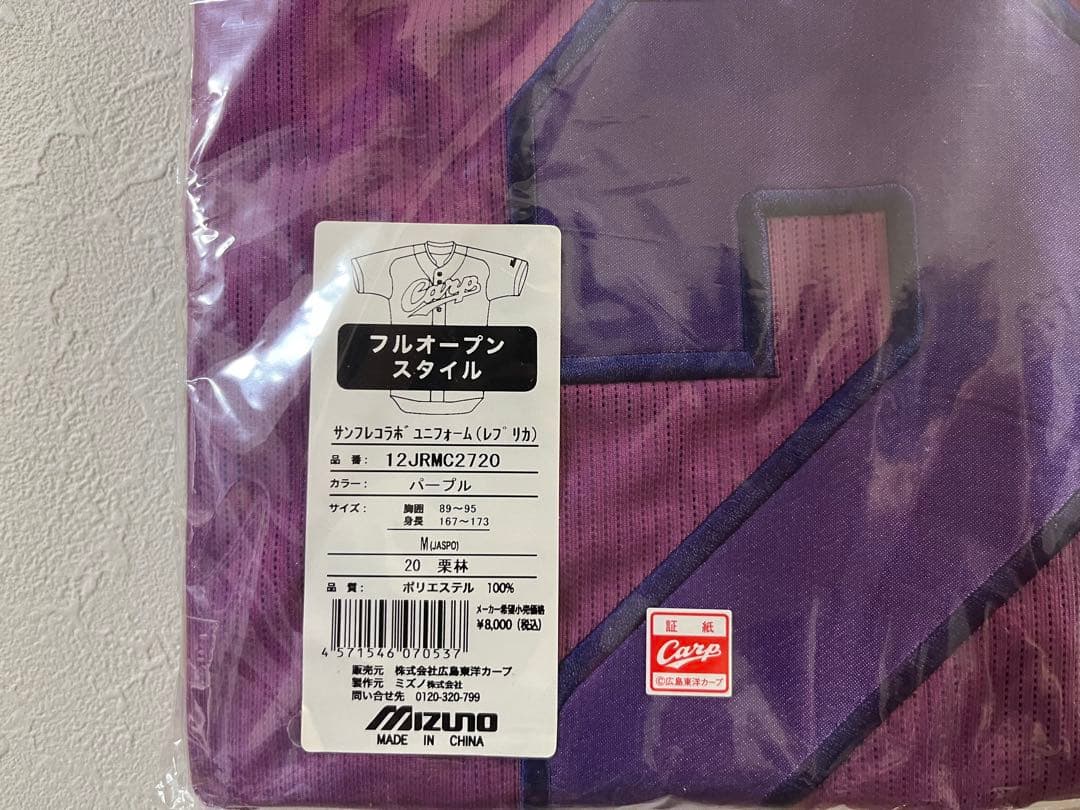 Carp
フルオープン
スタイル
サンフレコラボユニフォーム(レプリカ)
品番: 12JRMC2720
カラー: パープル
サイズ: 胸囲 89〜95
身長 167〜173
M(JASPO)
20 栗林
品質: ポリエステル 100%
メーカー希望小売価格
¥8,000 (税込)
4571546070537
販売元 株式会社広島東洋カープ
製作元 ミズノ株式会社
問い合せ先 0120-320-799
MIZUNO
MADE IN CHINA
証紙
Carp
©広島東洋カープ
2